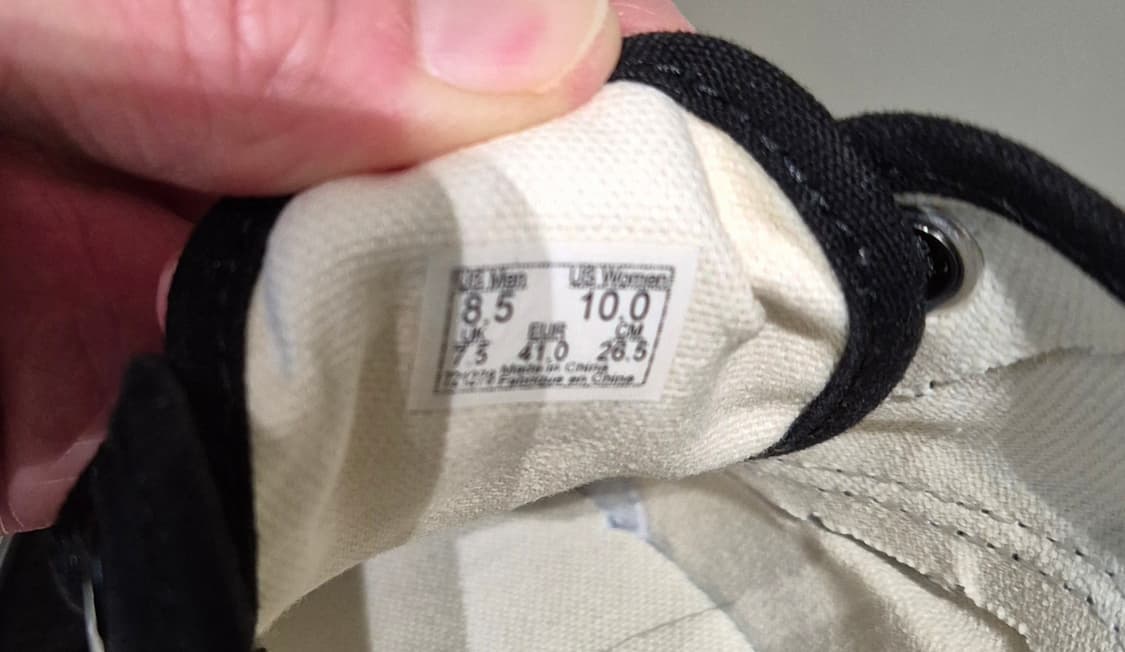 US Men US Women
8.5 10.0
UK EUR CM
7.5 41.0 26.5
Made in China
721278 Fabriqué en Chine